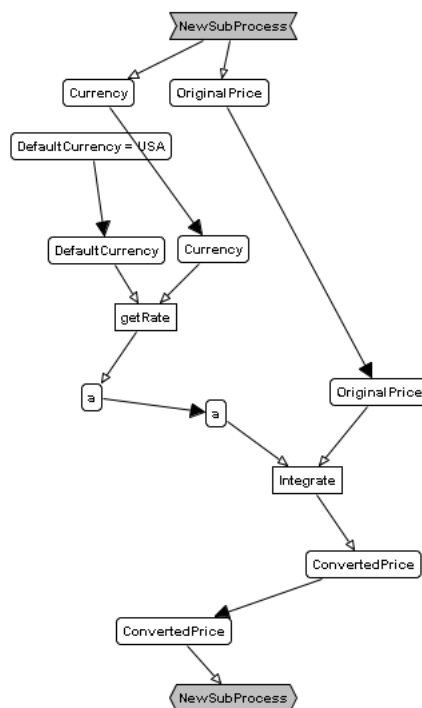 NewSubProcess
Currency
OriginalPrice
DefaultCurrency = USA
DefaultCurrency
Currency
getRate
a
OriginalPrice
a
Integrate
ConvertedPrice
ConvertedPrice
NewSubProcess